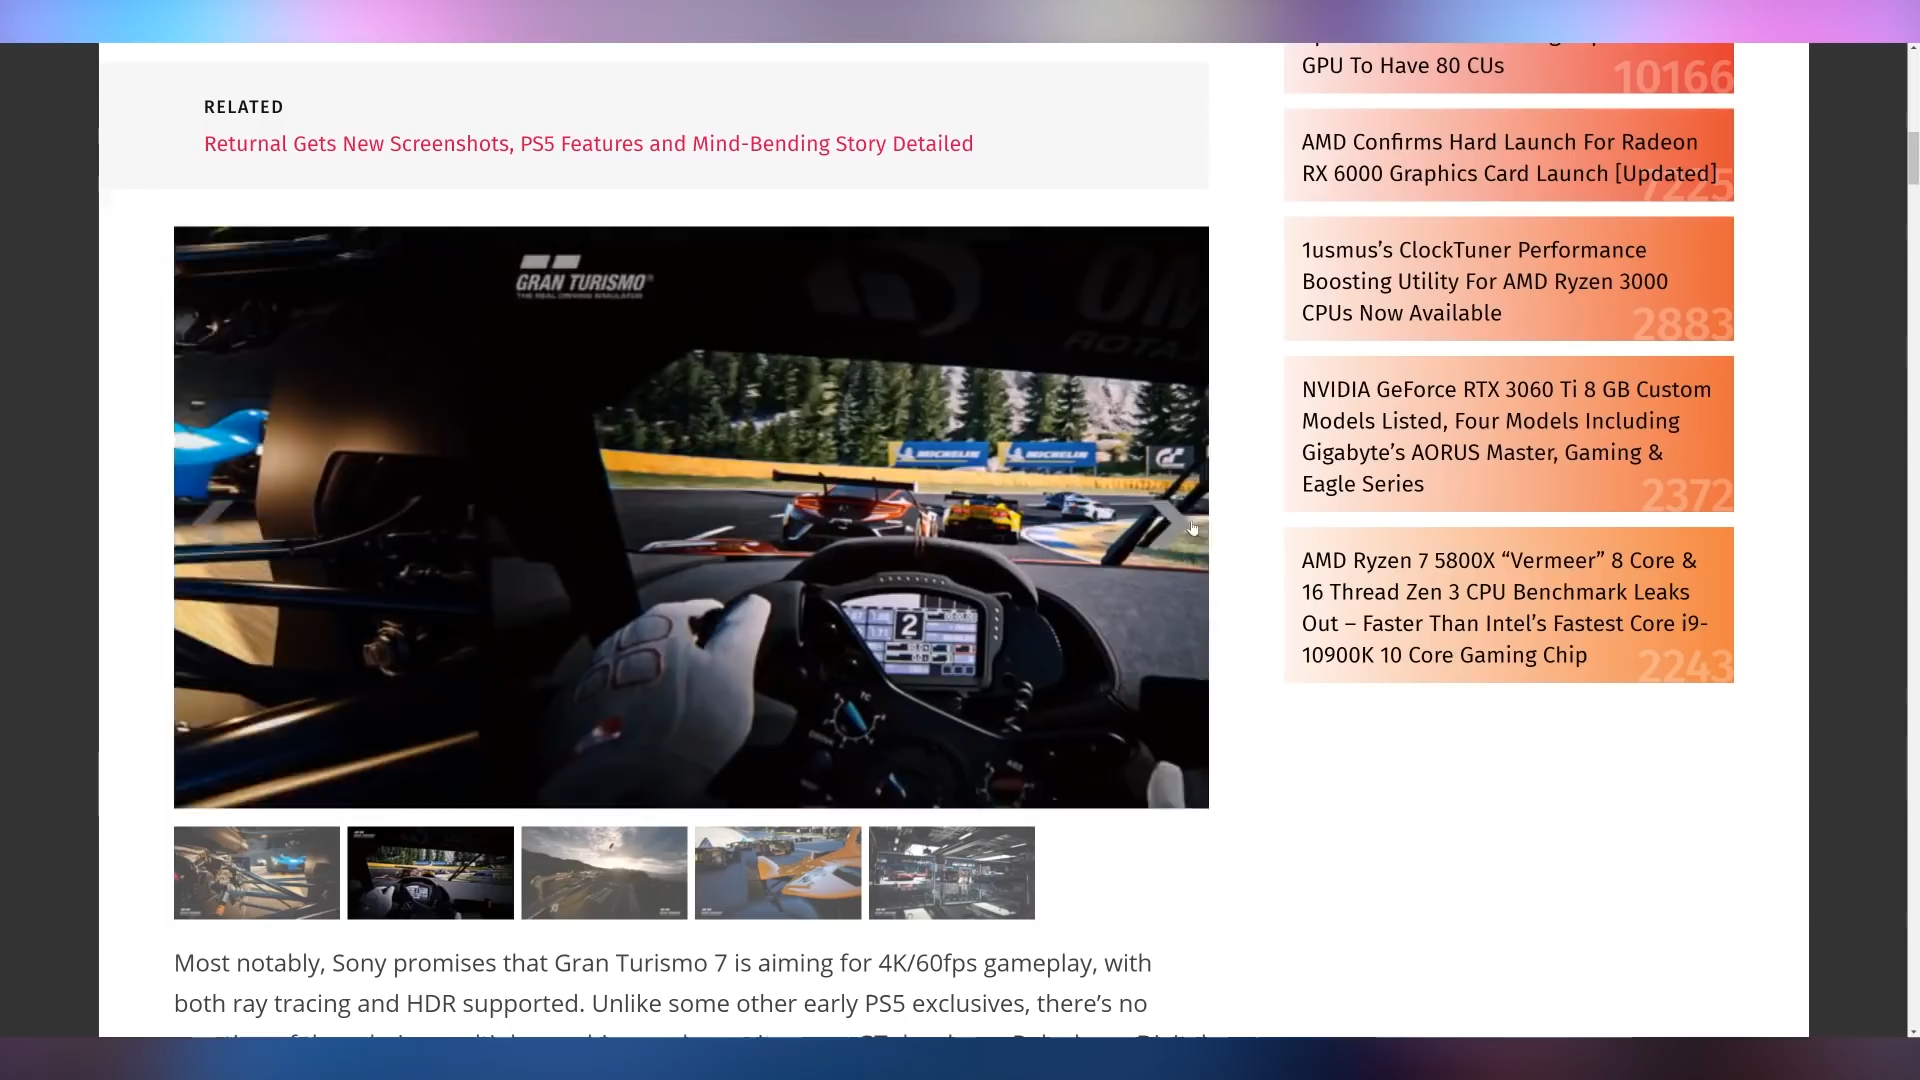 RELATED
Returnal Gets New Screenshots, PS5 Features and Mind-Bending Story Detailed
GRAN TURISMO
THE REAL DRIVING SIMULATOR
MICHELIN
MICHELIN
GT
2
TC
Most notably, Sony promises that Gran Turismo 7 is aiming for 4K/60fps gameplay, with
both ray tracing and HDR supported. Unlike some other early PS5 exclusives, there's no
GPU To Have 80 CUs
10166
AMD Confirms Hard Launch For Radeon
RX 6000 Graphics Card Launch [Updated]
7225
1usmus's ClockTuner Performance
Boosting Utility For AMD Ryzen 3000
CPUs Now Available
2883
NVIDIA GeForce RTX 3060 Ti 8 GB Custom
Models Listed, Four Models Including
Gigabyte's AORUS Master, Gaming &
Eagle Series
2372
AMD Ryzen 7 5800X “Vermeer” 8 Core &
16 Thread Zen 3 CPU Benchmark Leaks
Out – Faster Than Intel's Fastest Core i9-
10900K 10 Core Gaming Chip
2243